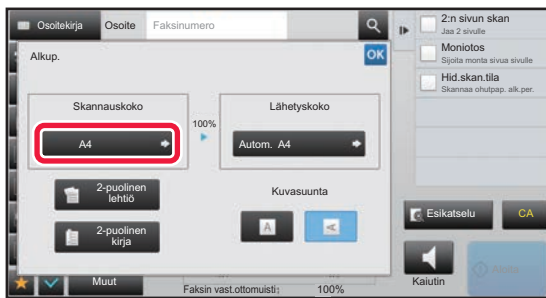 Osoitekirja
Osoite
Faksinumero
Alkup.
OK
Skannauskoko
A4
100%
Lähetyskoko
Autom. A4
2-puolinen
lehtiö
2-puolinen
kirja
Kuvasuunta
A
A
2:n sivun skan
Jaa 2 sivulle
Moniotos
Sijoita monta sivua sivulle
Hid.skan.tila
Skannaa ohutpap. alk.per.
Esikatselu
CA
Kaiutin
Muut
Faksin vast.ottomuisti:
100%